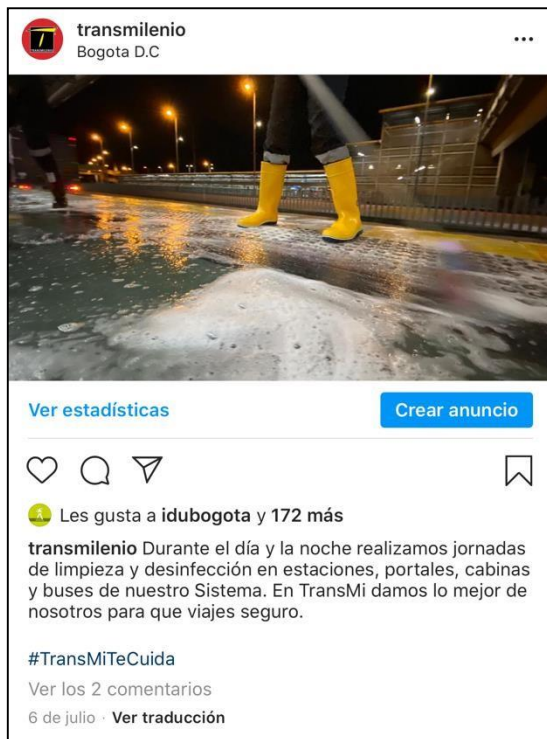 transmilenio
Bogota D.C
Ver estadísticas
Crear anuncio
Les gusta a idubogota y 172 más
transmilenio Durante el día y la noche realizamos jornadas
de limpieza y desinfección en estaciones, portales, cabinas
y buses de nuestro Sistema. En TransMi damos lo mejor de
nosotros para que viajes seguro.
#TransMiTeCuida
Ver los 2 comentarios
6 de julio · Ver traducción